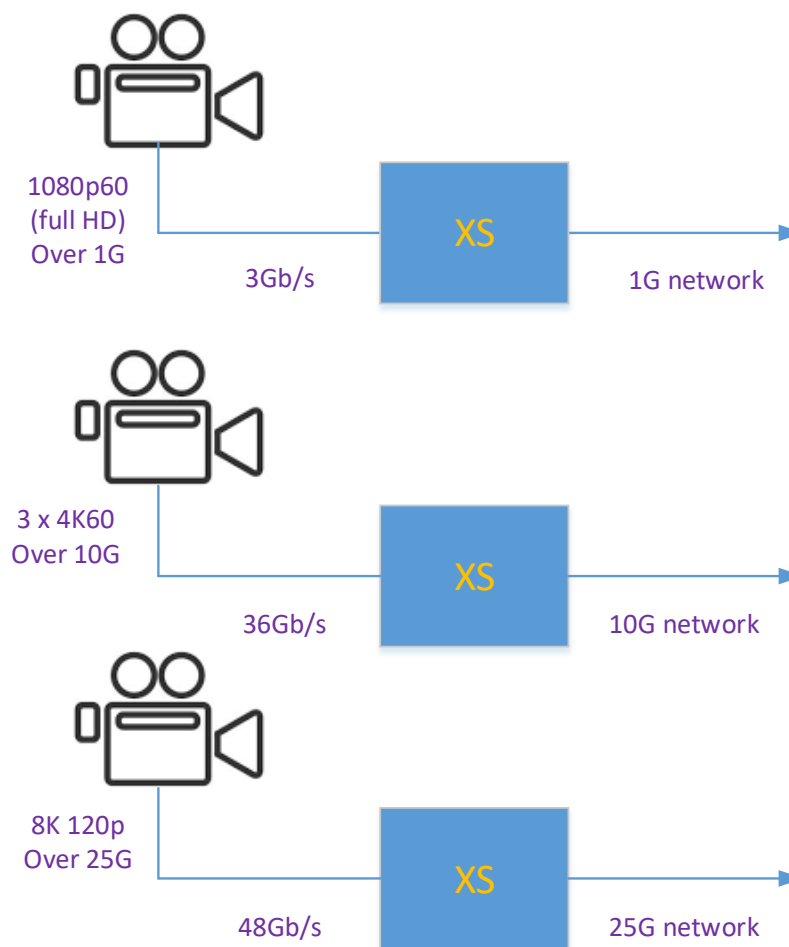 1080p60
(full HD)
Over 1G
3Gb/s
XS
1G network
3 x 4K60
Over 10G
36Gb/s
XS
10G network
8K 120p
Over 25G
48Gb/s
XS
25G network